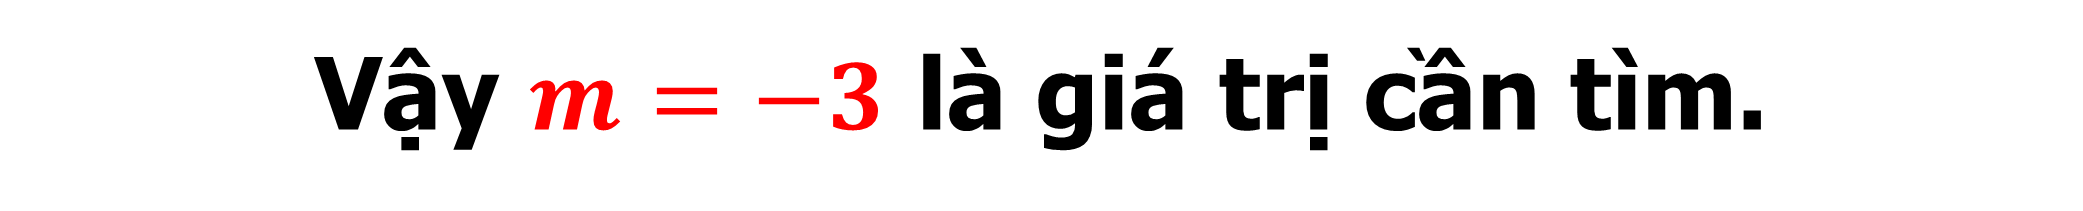 Vậy m = −3 là giá trị cần tìm.